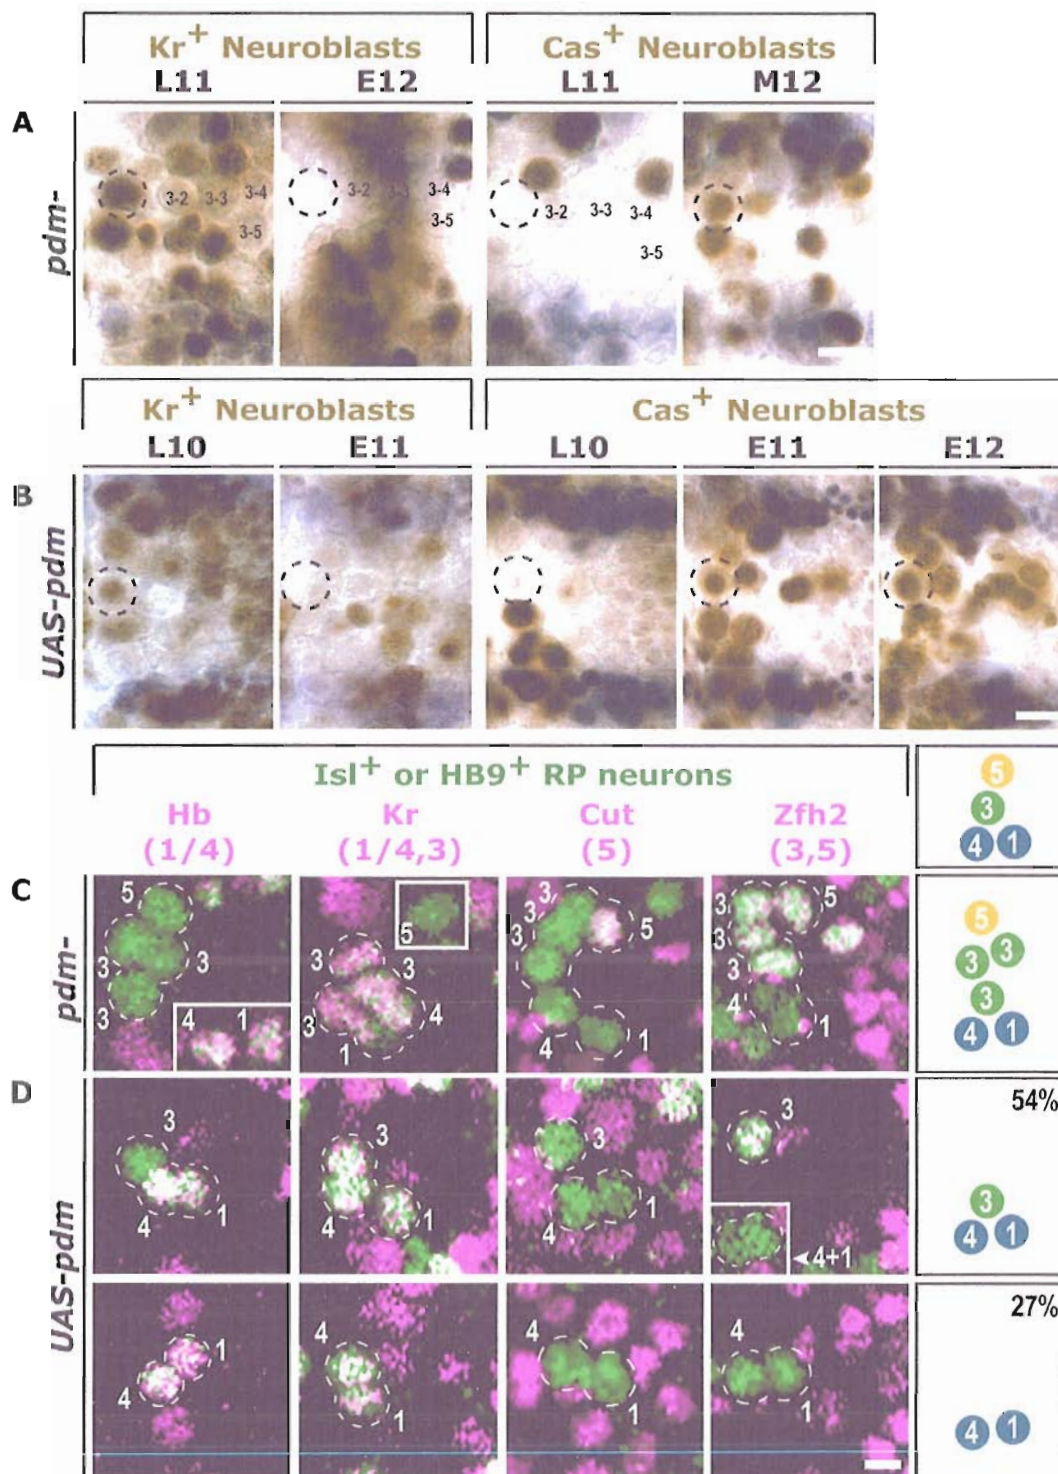 Kr+ Neuroblasts Cas+ Neuroblasts
L11 E12 L11 M12
A
pdm-
3-2 3-3 3-4
3-5
3-2 3-3 3-4
3-5
3-2 3-3 3-4
3-5
Kr+ Neuroblasts Cas+ Neuroblasts
L10 E11 L10 E11 E12
B
UAS-pdm
Isl+ or HB9+ RP neurons
Hb Kr Cut Zfh2
(1/4) (1/4,3) (5) (3,5)
5
3
4 1
C
pdm-
5
3 3
3
4 1
5
3
3
4
1
3
3
5
4
1
3
3
3
5
4
1
5
3 3
3
4 1
D
UAS-pdm
3
4 1
3
4 1
3
4 1
3
4+1
54%
3
4 1
4 1
4
1
4
1
4
1
27%
4 1